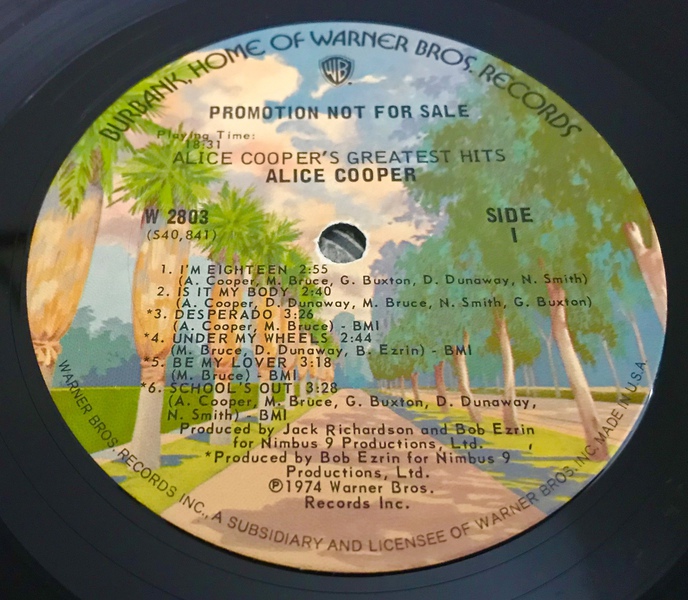 BURBANK, HOME OF WARNER BROS. RECORDS
WB
PROMOTION NOT FOR SALE
Playing Time:
18:31
ALICE COOPER'S GREATEST HITS
ALICE COOPER
W 2803
(S40,841)
SIDE
1
1. I'M EIGHTEEN 2:55
(A. Cooper, M. Bruce, G. Buxton, D. Dunaway, N. Smith)
2. IS IT MY BODY 2:40
(A. Cooper, D. Dunaway, M. Bruce, N. Smith, G. Buxton)
*3. DESPERADO 3:26
(A. Cooper, M. Bruce) - BMI
*4. UNDER MY WHEELS 2:44
(M. Bruce, D. Dunaway, B. Ezrin) - BMI
*5. BE MY LOVER 3:18
(M. Bruce) - BMI
*6. SCHOOL'S OUT! 3:28
(A. Cooper, M. Bruce, G. Buxton, D. Dunaway,
N. Smith) - BMI
Produced by Jack Richardson and Bob Ezrin
for Nimbus 9 Productions, Ltd.
*Produced by Bob Ezrin for Nimbus 9
Productions, Ltd.
℗1974 Warner Bros.
Records Inc.
WARNER BROS. RECORDS INC., A SUBSIDIARY AND LICENSEE OF WARNER BROS. INC. MADE IN U.S.A.